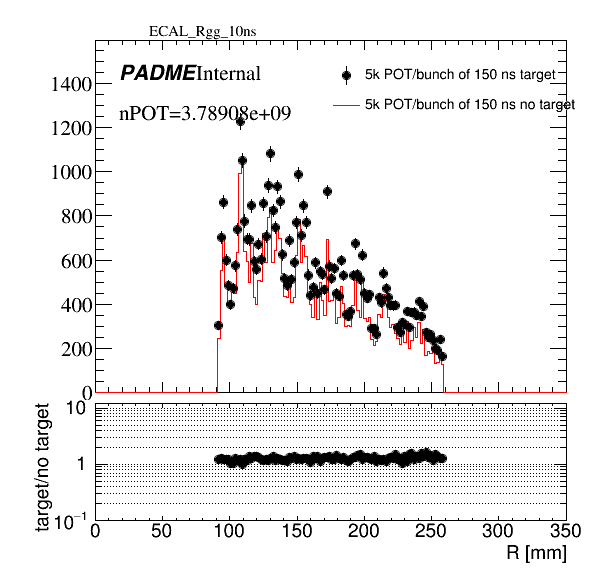 ECAL_Rgg_10ns
PADME Internal
5k POT/bunch of 150 ns target
5k POT/bunch of 150 ns no target
nPOT=3.78908e+09
1400
1200
1000
800
600
400
200
0
10
1
10⁻¹
target/no target
0 50 100 150 200 250 300 350
R [mm]